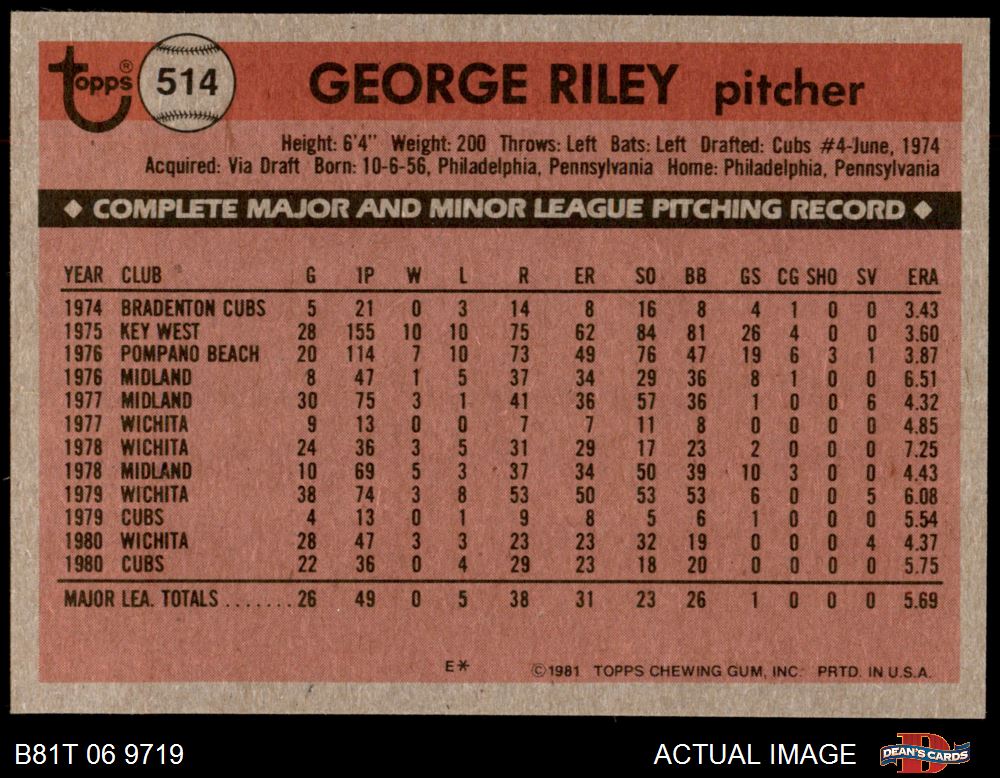 Topps® 514 GEORGE RILEY pitcher
Height: 6'4" Weight: 200 Throws: Left Bats: Left Drafted: Cubs #4-June, 1974
Acquired: Via Draft Born: 10-6-56, Philadelphia, Pennsylvania Home: Philadelphia, Pennsylvania
◆ COMPLETE MAJOR AND MINOR LEAGUE PITCHING RECORD ◆
YEAR CLUB G IP W L R ER SO BB GS CG SHO SV ERA
1974 BRADENTON CUBS 5 21 0 3 14 8 16 8 4 1 0 0 3.43
1975 KEY WEST 28 155 10 10 75 62 84 81 26 4 0 0 3.60
1976 POMPANO BEACH 20 114 7 10 73 49 76 47 19 6 3 1 3.87
1976 MIDLAND 8 47 1 5 37 34 29 36 8 1 0 0 6.51
1977 MIDLAND 30 75 3 1 41 36 57 36 1 0 0 6 4.32
1977 WICHITA 9 13 0 0 7 7 11 8 0 0 0 0 4.85
1978 WICHITA 24 36 3 5 31 29 17 23 2 0 0 0 7.25
1978 MIDLAND 10 69 5 3 37 34 50 39 10 3 0 0 4.43
1979 WICHITA 38 74 3 8 53 50 53 53 6 0 0 5 6.08
1979 CUBS 4 13 0 1 9 8 5 6 1 0 0 0 5.54
1980 WICHITA 28 47 3 3 23 23 32 19 0 0 0 4 4.37
1980 CUBS 22 36 0 4 29 23 18 20 0 0 0 0 5.75
MAJOR LEA. TOTALS.......26 49 0 5 38 31 23 26 1 0 0 0 5.69
E* ©1981 TOPPS CHEWING GUM, INC. PRTD. IN U.S.A.
B81T 06 9719 ACTUAL IMAGE DEAN'S CARDS